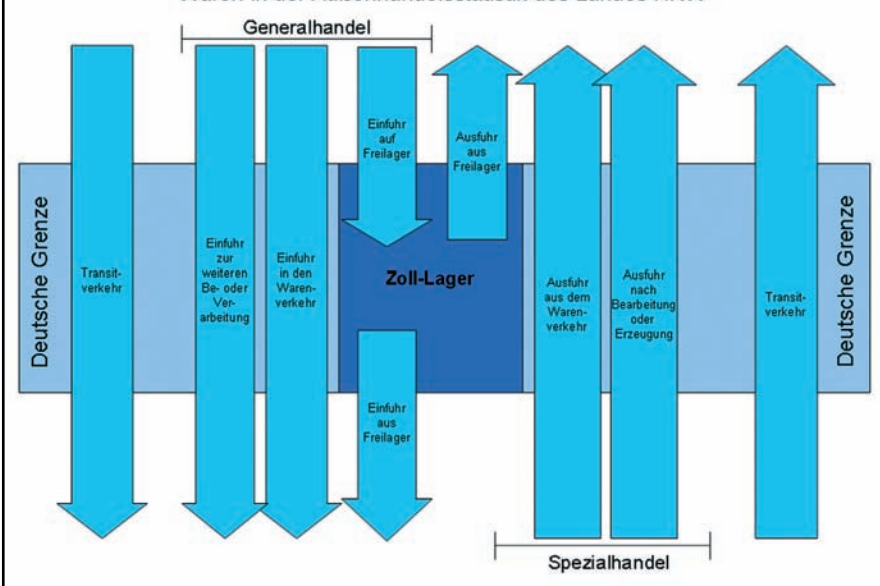 Generalhandel
Einfuhr
auf
Freilager
Ausfuhr
aus
Freilager
Deutsche Grenze
Transit-
verkehr
Einfuhr
zur
weiteren
Be- oder
Ver-
arbeitung
Einfuhr
in den
Waren-
verkehr
Zoll-Lager
Ausfuhr
aus dem
Waren-
verkehr
Ausfuhr
nach
Bearbeitung
oder
Erzeugung
Transit-
verkehr
Deutsche Grenze
Einfuhr
aus
Freilager
Spezialhandel